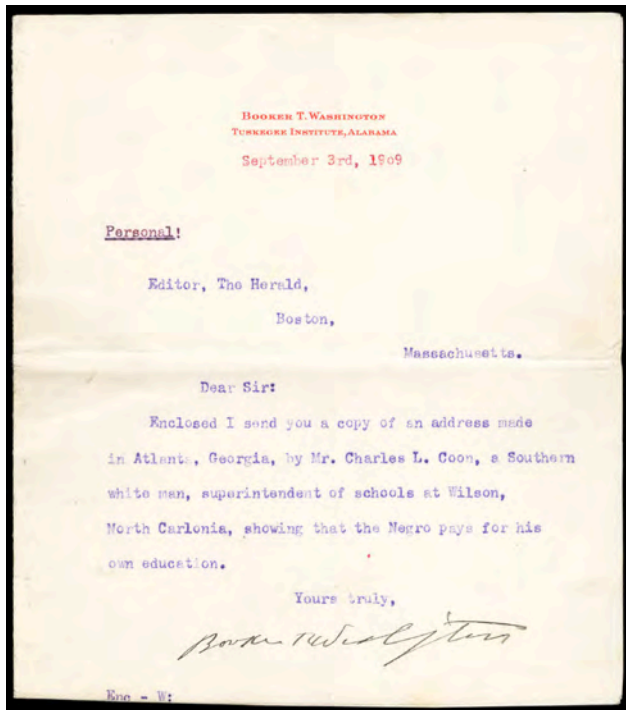 BOOKER T. WASHINGTON
TUSKEGEE INSTITUTE, ALABAMA
September 3rd, 1909
Personal!
Editor, The Herald,
Boston,
Massachusetts.
Dear Sir:
Enclosed I send you a copy of an address made
in Atlanta, Georgia, by Mr. Charles L. Coon, a Southern
white man, superintendent of schools at Wilson,
North Carlonia, showing that the Negro pays for his
own education.
Yours truly,
Booker T. Washington
Enc - W: